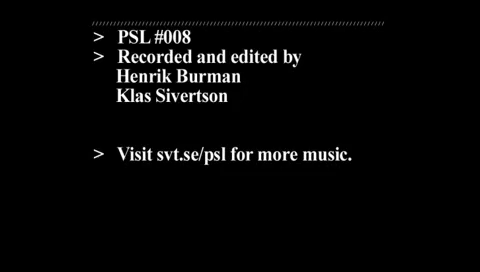 > PSL #008
> Recorded and edited by
Henrik Burman
Klas Sivertson
> Visit svt.se/psl for more music.